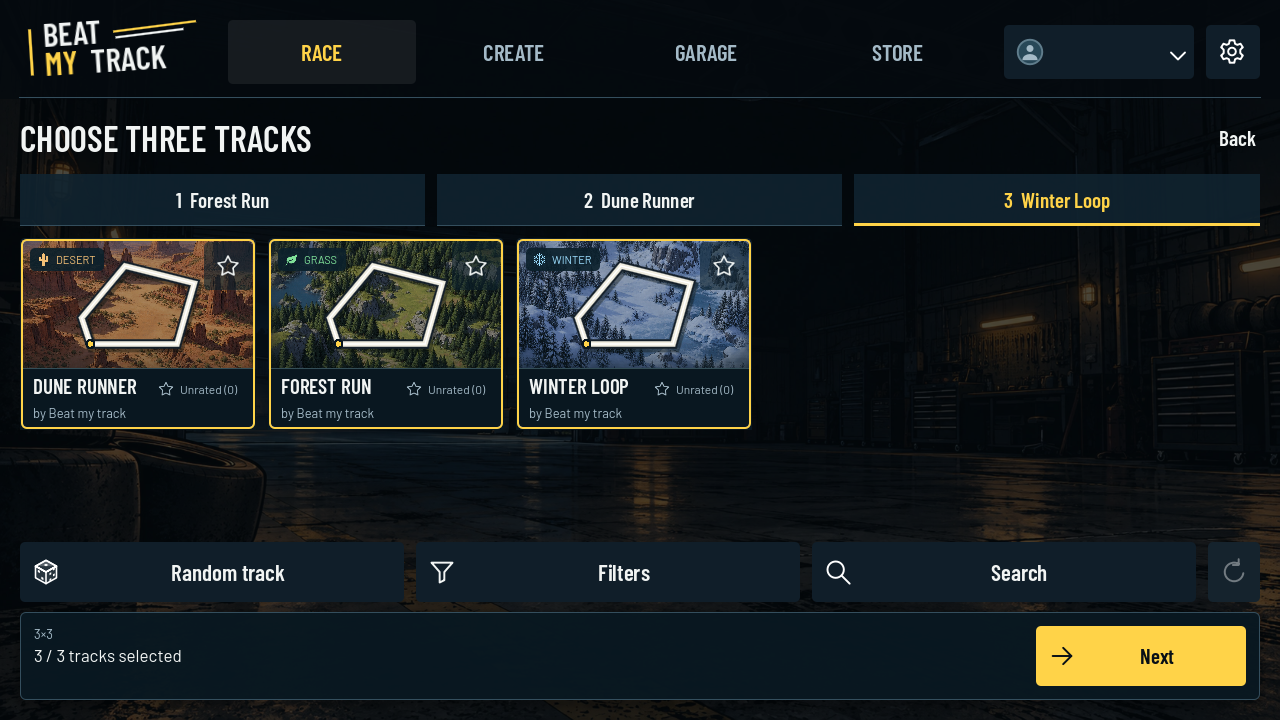 BEAT
MY TRACK
RACE
CREATE
GARAGE
STORE
CHOOSE THREE TRACKS
Back
1 Forest Run
2 Dune Runner
3 Winter Loop
DESERT
GRASS
WINTER
DUNE RUNNER
Unrated (0)
by Beat my track
FOREST RUN
Unrated (0)
by Beat my track
WINTER LOOP
Unrated (0)
by Beat my track
Random track
Filters
Search
3×3
3 / 3 tracks selected
Next